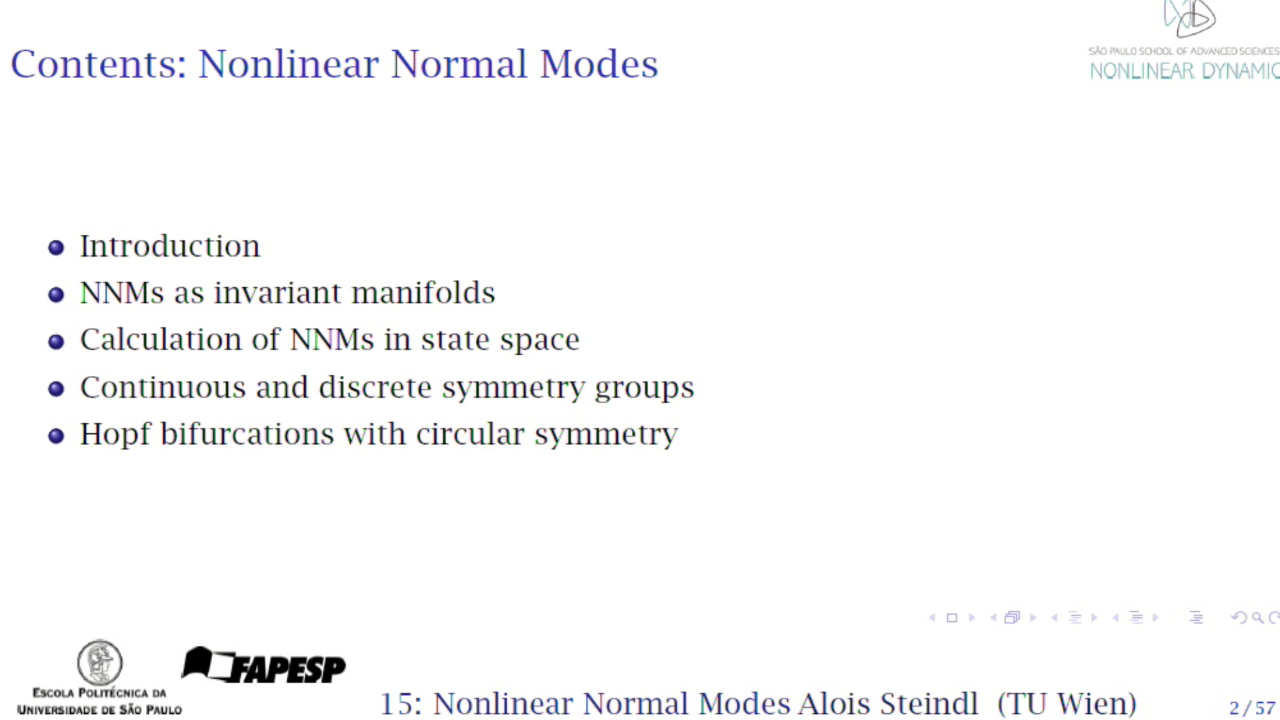 Contents: Nonlinear Normal Modes
SÃO PAULO SCHOOL OF ADVANCED SCIENCES
NONLINEAR DYNAMIC
Introduction
NNMs as invariant manifolds
Calculation of NNMs in state space
Continuous and discrete symmetry groups
Hopf bifurcations with circular symmetry
ESCOLA POLITÉCNICA DA
UNIVERSIDADE DE SÃO PAULO
FAPESP
15: Nonlinear Normal Modes Alois Steindl (TU Wien)
2/57